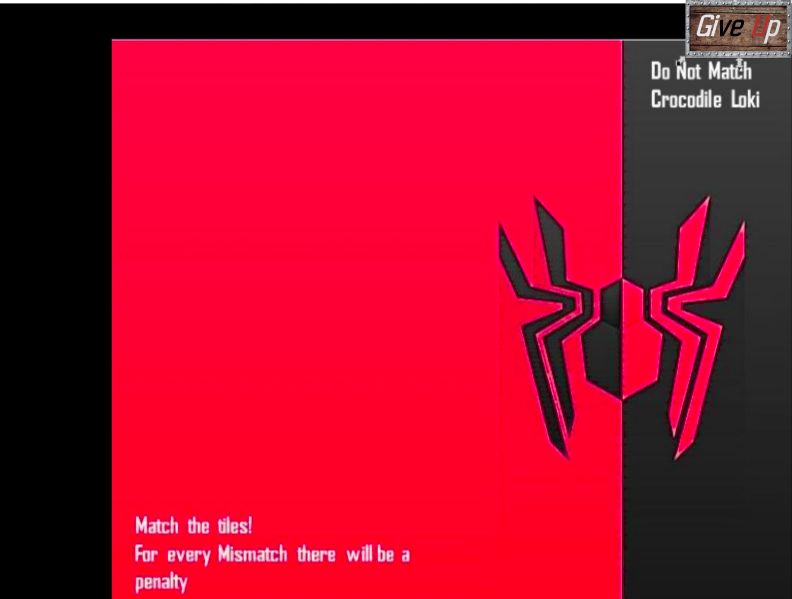 Give Up
Do Not Match
Crocodile Loki
Match the tiles!
For every Mismatch there will be a
penalty